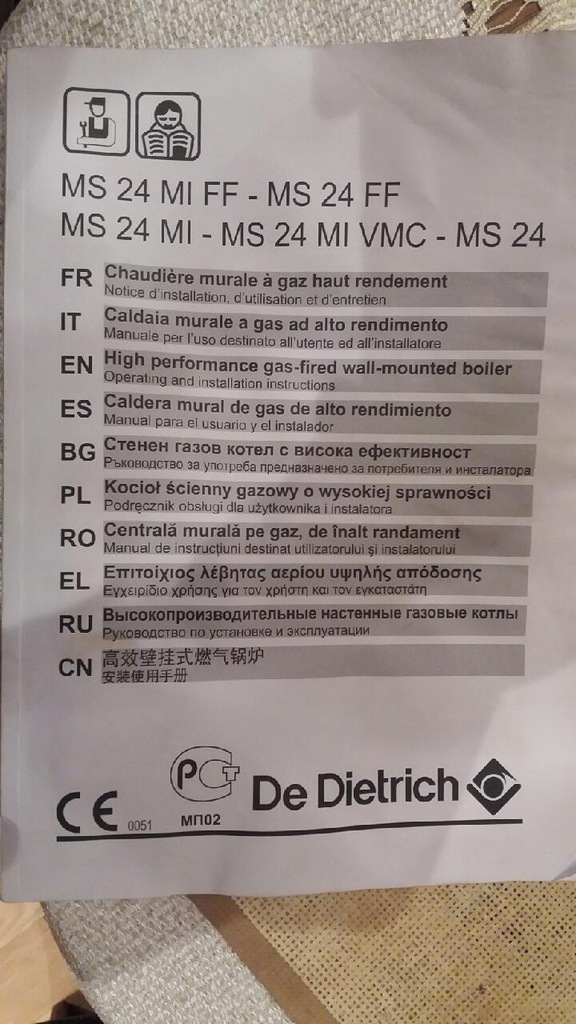 MS 24 MI FF - MS 24 FF
MS 24 MI - MS 24 MI VMC - MS 24
FR Chaudière murale à gaz haut rendement
Notice d'installation, d'utilisation et d'entretien
IT Caldaia murale a gas ad alto rendimento
Manuale per l'uso destinato all'utente ed all'installatore
EN High performance gas-fired wall-mounted boiler
Operating and installation instructions
ES Caldera mural de gas de alto rendimiento
Manual para el usuario y el instalador
BG Стенен газов котел с висока ефективност
Ръководство за употреба предназначено за потребителя и инсталатора
PL Kocioł ścienny gazowy o wysokiej sprawności
Podręcznik obsługi dla użytkownika i instalatora
RO Centrală murală pe gaz, de înalt randament
Manual de instrucţiuni destinat utilizatorului şi instalatorului
EL Επιτοίχιος λέβητας αερίου υψηλής απόδοσης
Εγχειρίδιο χρήσης για τον χρήστη και τον εγκαταστάτη
RU Высокопроизводительные настенные газовые котлы
Руководство по установке и эксплуатации
CN 高效壁挂式燃气锅炉
安装使用手册
CE 0051
РСТ
МП02
De Dietrich